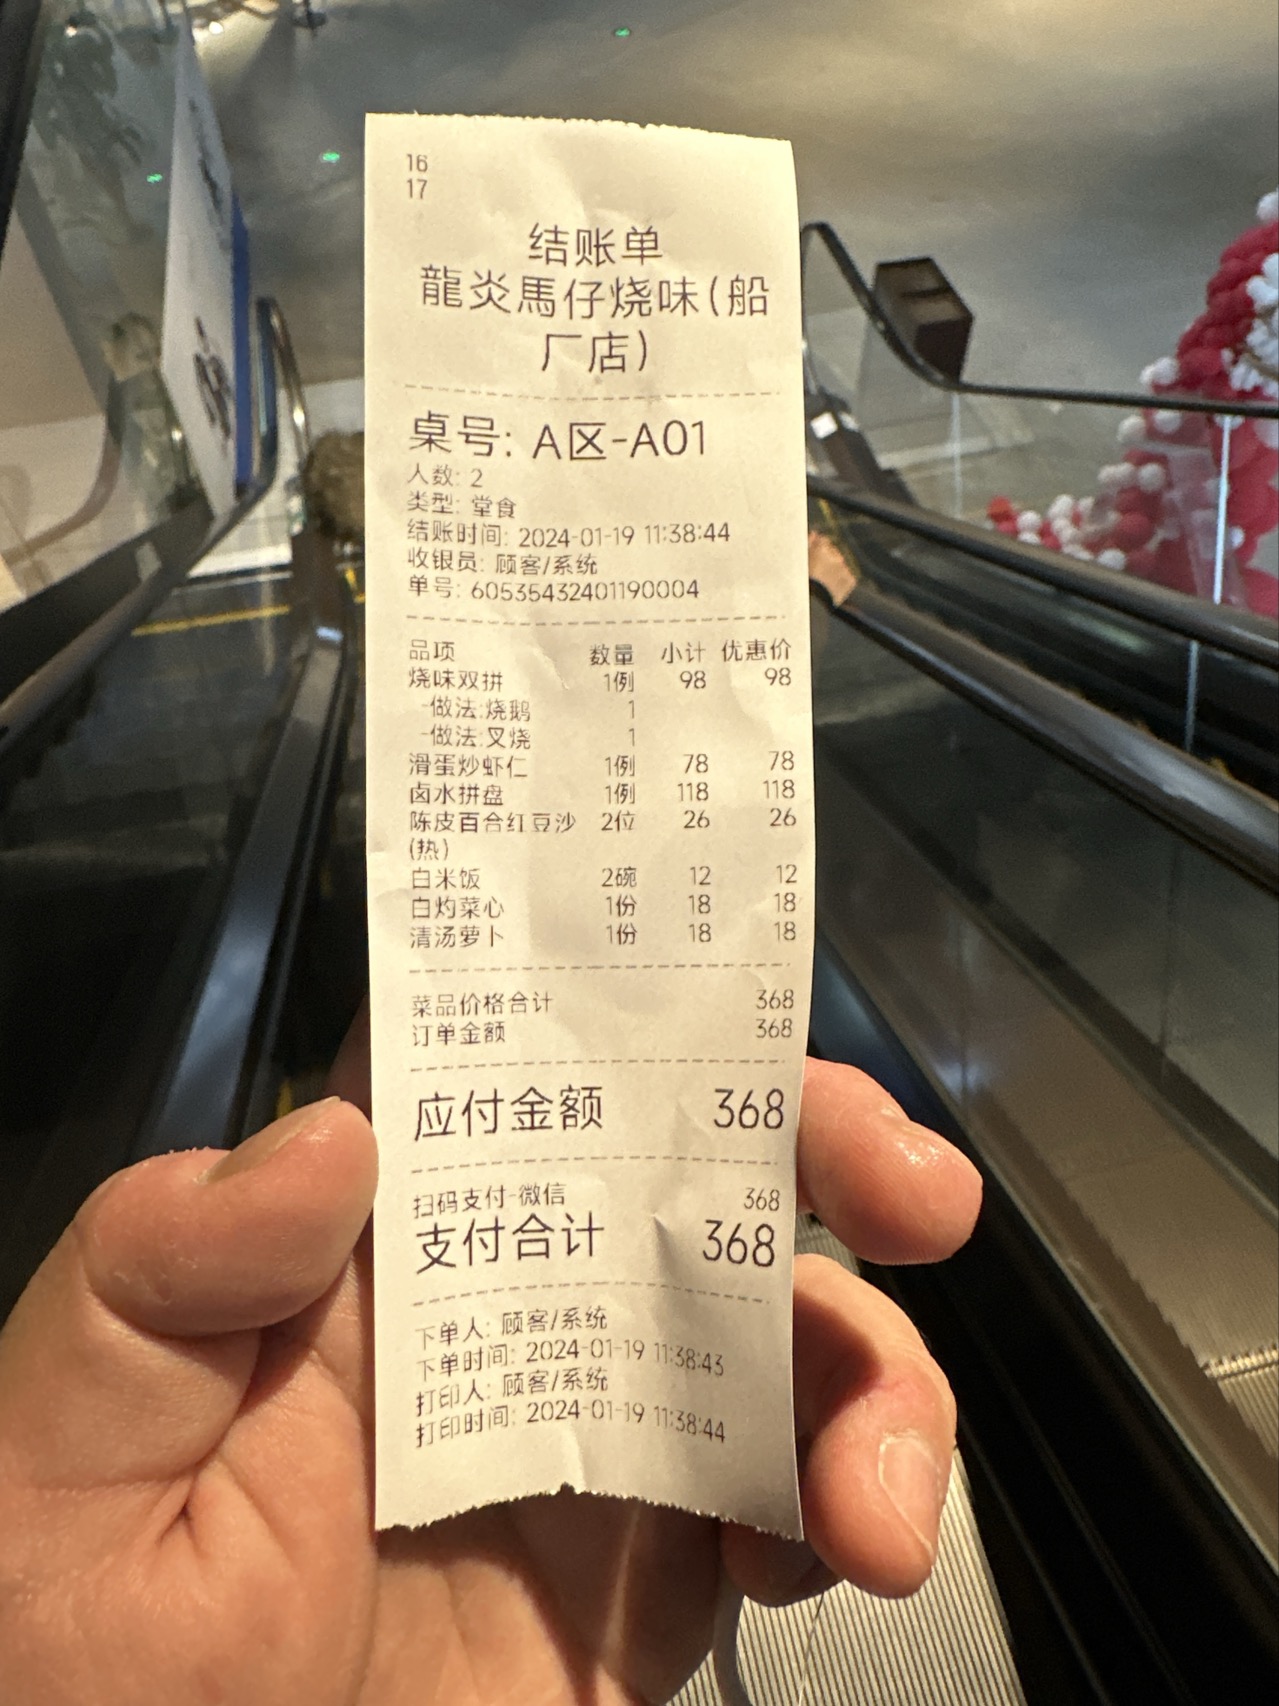 16
17
结账单
龍炎馬仔烧味(船
厂店)
桌号: A区-A01
人数: 2
类型: 堂食
结账时间: 2024-01-19 11:38:44
收银员: 顾客/系统
单号: 60535432401190004
品项 数量 小计 优惠价
烧味双拼 1例 98 98
-做法:烧鹅 1
-做法:叉烧 1
滑蛋炒虾仁 1例 78 78
卤水拼盘 1例 118 118
陈皮百合红豆沙 2位 26 26
(热)
白米饭 2碗 12 12
白灼菜心 1份 18 18
清汤萝卜 1份 18 18
菜品价格合计 368
订单金额 368
应付金额 368
扫码支付-微信 368
支付合计 368
下单人: 顾客/系统
下单时间: 2024-01-19 11:38:43
打印人: 顾客/系统
打印时间: 2024-01-19 11:38:44